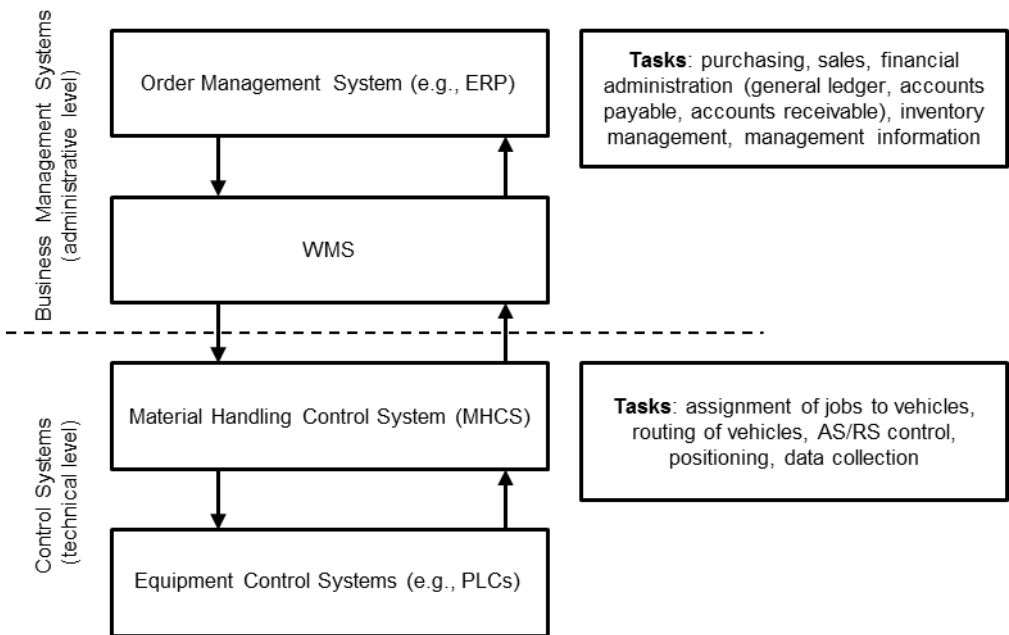 Business Management Systems
(administrative level)
Order Management System (e.g., ERP)
Tasks: purchasing, sales, financial
administration (general ledger, accounts
payable, accounts receivable), inventory
management, management information
WMS
Control Systems
(technical level)
Material Handling Control System (MHCS)
Tasks: assignment of jobs to vehicles,
routing of vehicles, AS/RS control,
positioning, data collection
Equipment Control Systems (e.g., PLCs)